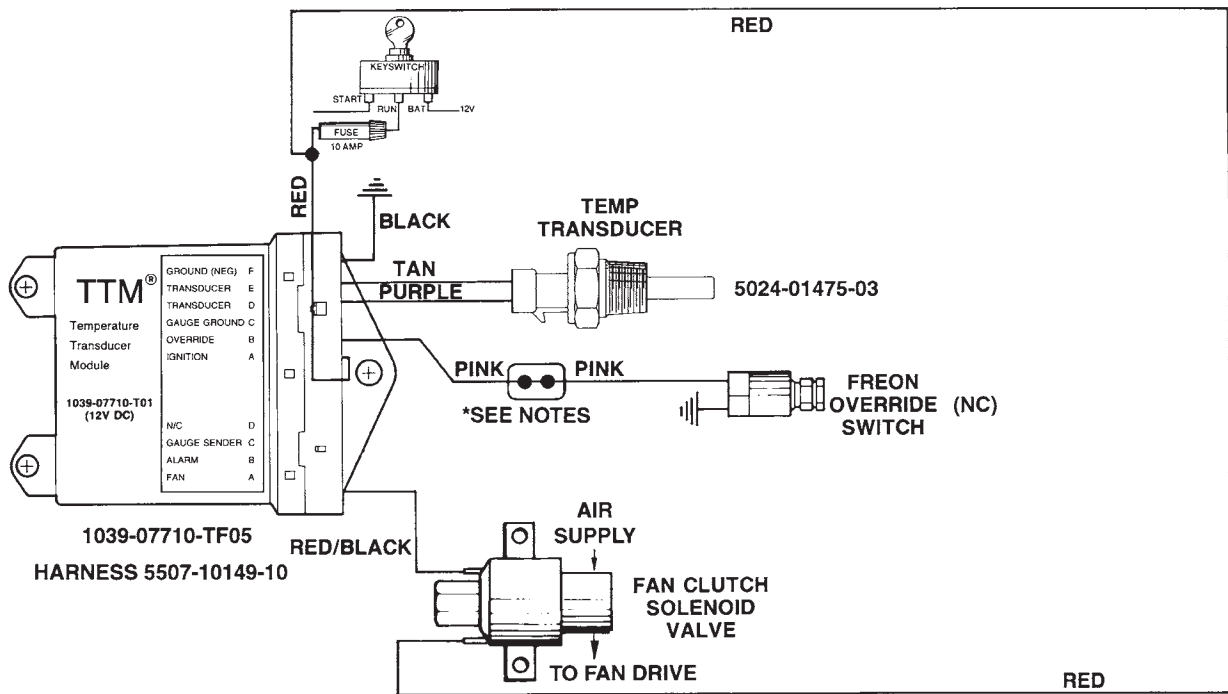 RED
KEYSWITCH
START
RUN
BAT
12V
FUSE
10 AMP
RED
BLACK
TEMP
TRANSDUCER
TAN
PURPLE
5024-01475-03
TTM®
Temperature
Transducer
Module
1039-07710-T01
(12V DC)
GROUND (NEG) F
TRANSDUCER E
TRANSDUCER D
GAUGE GROUND C
OVERRIDE B
IGNITION A
N/C D
GAUGE SENDER C
ALARM B
FAN A
PINK
PINK
*SEE NOTES
FREON
OVERRIDE (NC)
SWITCH
1039-07710-TF05
HARNESS 5507-10149-10
RED/BLACK
AIR
SUPPLY
FAN CLUTCH
SOLENOID
VALVE
TO FAN DRIVE
RED